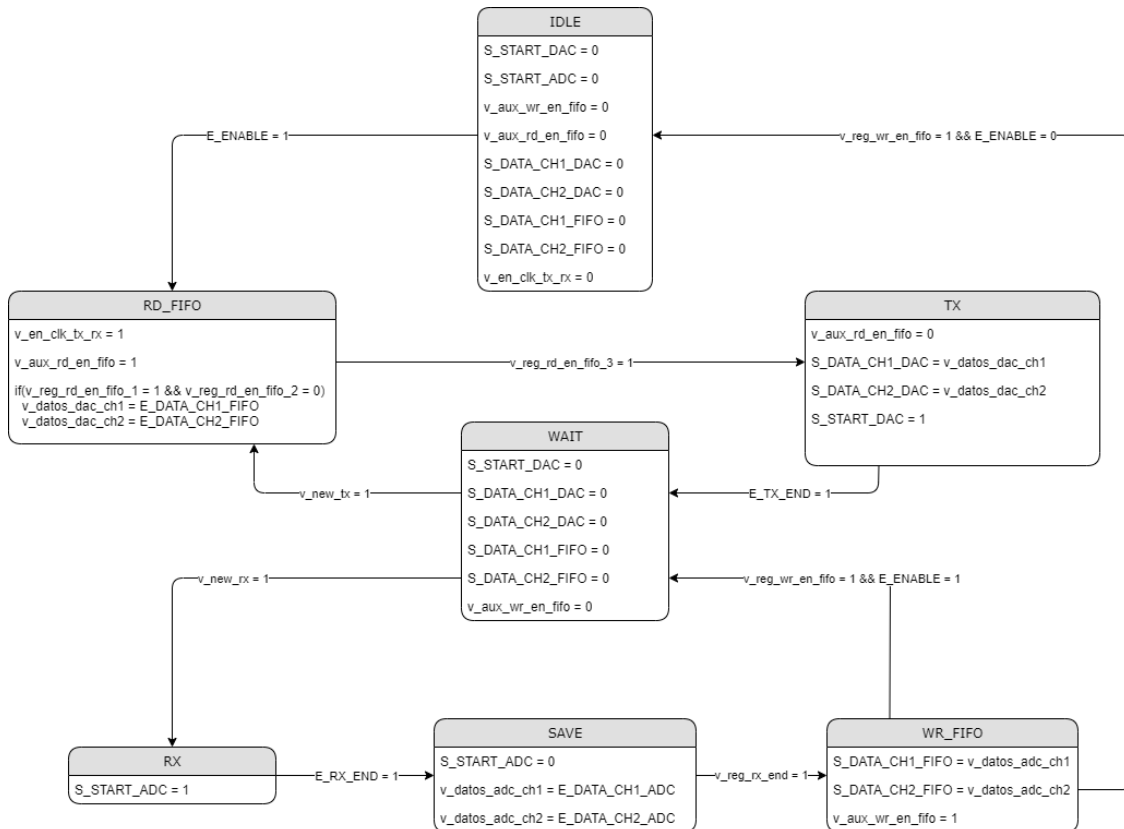 IDLE
S_START_DAC = 0
S_START_ADC = 0
v_aux_wr_en_fifo = 0
v_aux_rd_en_fifo = 0
S_DATA_CH1_DAC = 0
S_DATA_CH2_DAC = 0
S_DATA_CH1_FIFO = 0
S_DATA_CH2_FIFO = 0
v_en_clk_tx_rx = 0
E_ENABLE = 1
v_reg_wr_en_fifo = 1 && E_ENABLE = 0
RD_FIFO
v_en_clk_tx_rx = 1
v_aux_rd_en_fifo = 1
if(v_reg_rd_en_fifo_1 = 1 && v_reg_rd_en_fifo_2 = 0)
v_datos_dac_ch1 = E_DATA_CH1_FIFO
v_datos_dac_ch2 = E_DATA_CH2_FIFO
v_reg_rd_en_fifo_3 = 1
TX
v_aux_rd_en_fifo = 0
S_DATA_CH1_DAC = v_datos_dac_ch1
S_DATA_CH2_DAC = v_datos_dac_ch2
S_START_DAC = 1
WAIT
S_START_DAC = 0
S_DATA_CH1_DAC = 0
S_DATA_CH2_DAC = 0
S_DATA_CH1_FIFO = 0
S_DATA_CH2_FIFO = 0
v_aux_wr_en_fifo = 0
v_new_tx = 1
E_TX_END = 1
v_new_rx = 1
v_reg_wr_en_fifo = 1 && E_ENABLE = 1
RX
S_START_ADC = 1
E_RX_END = 1
SAVE
S_START_ADC = 0
v_datos_adc_ch1 = E_DATA_CH1_ADC
v_datos_adc_ch2 = E_DATA_CH2_ADC
v_reg_rx_end = 1
WR_FIFO
S_DATA_CH1_FIFO = v_datos_adc_ch1
S_DATA_CH2_FIFO = v_datos_adc_ch2
v_aux_wr_en_fifo = 1